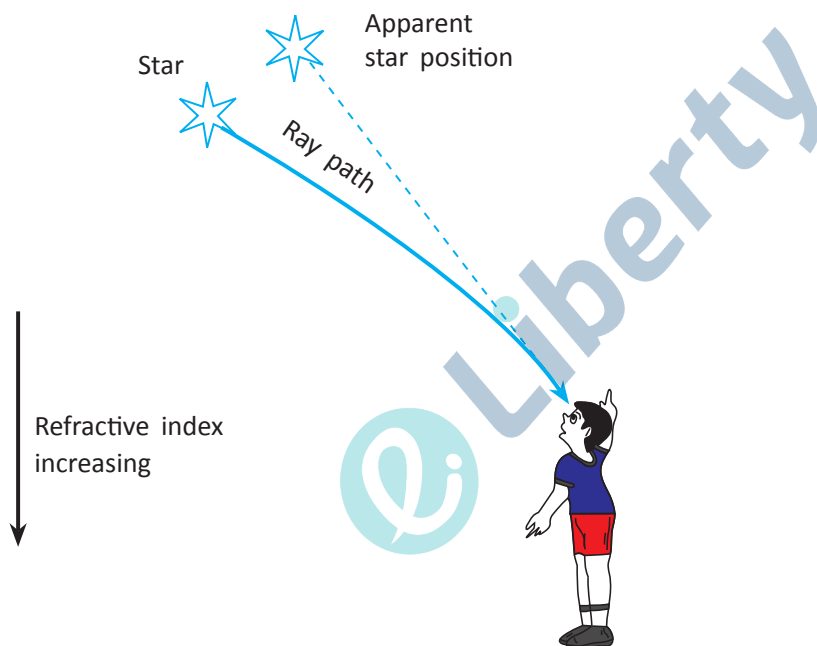 Apparent
star position
Star
Ray path
Refractive index
increasing
Liberty